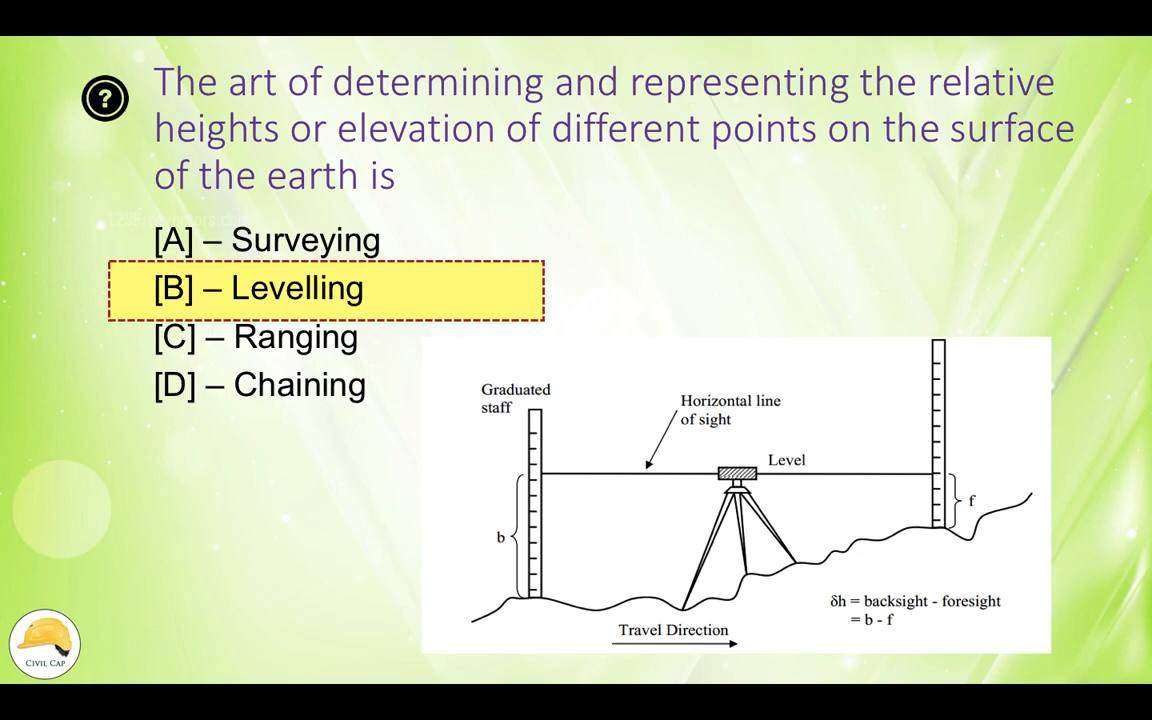 ?
The art of determining and representing the relative
heights or elevation of different points on the surface
of the earth is
[A] – Surveying
[B] – Levelling
[C] – Ranging
[D] – Chaining
Graduated
staff
Horizontal line
of sight
Level
b
f
δh = backsight - foresight
= b - f
Travel Direction
CIVIL CAP